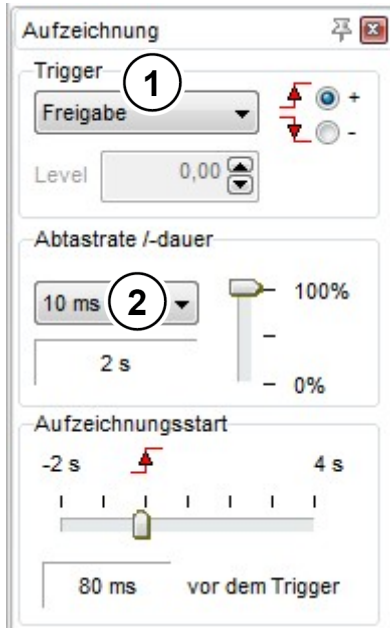 Aufzeichnung
Trigger
1
Freigabe
+
-
Level 0,00
Abtastrate /-dauer
10 ms 2
100%
2 s
0%
Aufzeichnungsstart
-2 s 4 s
80 ms vor dem Trigger